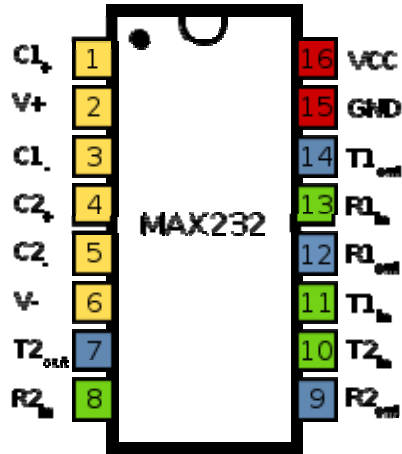 C1+ 1 16 VCC
V+ 2 15 GND
C1- 3 14 T1out
C2+ 4 13 R1in
MAX232
C2- 5 12 R1out
V- 6 11 T1in
T2out 7 10 T2in
R2in 8 9 R2out